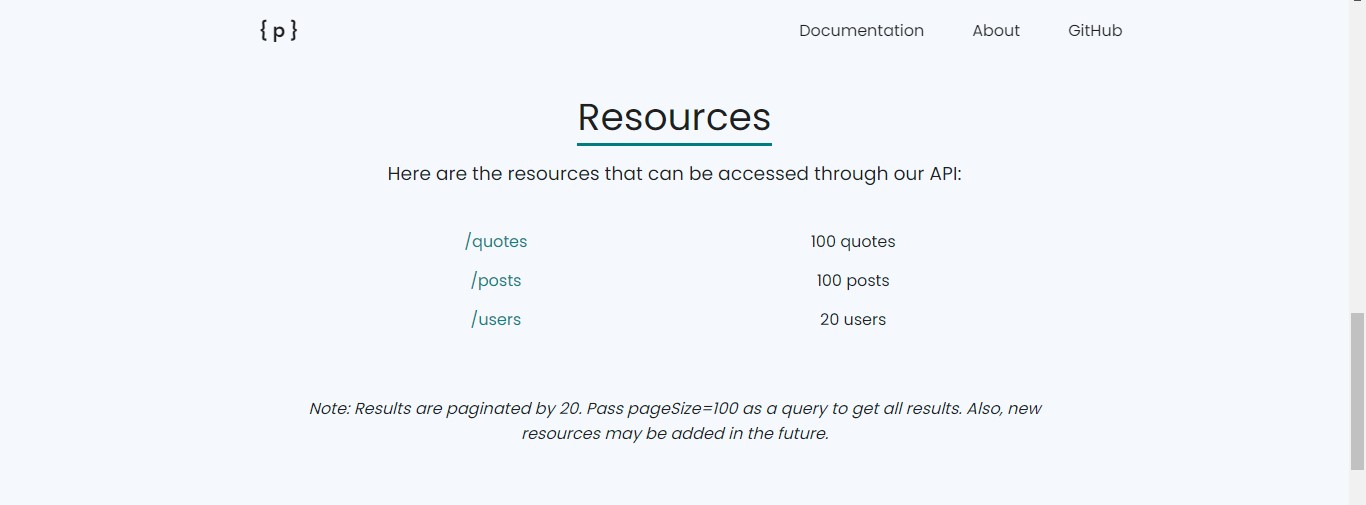 { p }
Documentation About GitHub
Resources
Here are the resources that can be accessed through our API:
/quotes 100 quotes
/posts 100 posts
/users 20 users
Note: Results are paginated by 20. Pass pageSize=100 as a query to get all results. Also, new
resources may be added in the future.